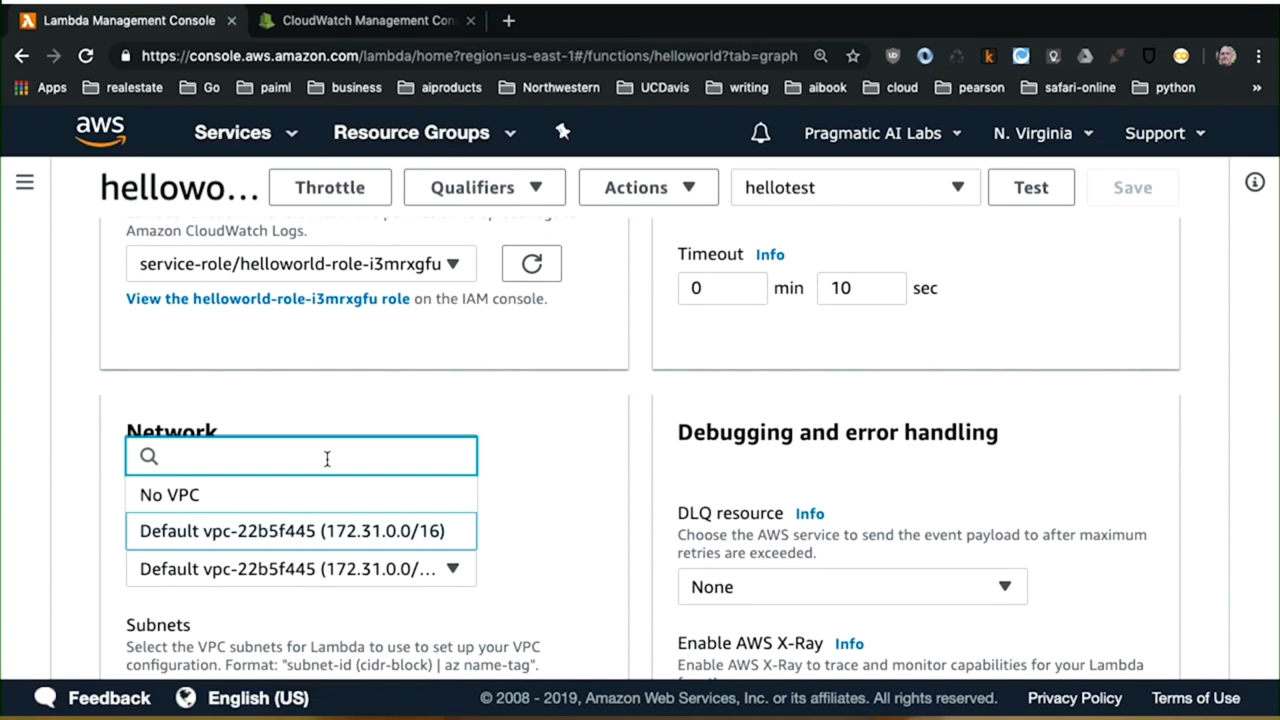 Lambda Management Console
CloudWatch Management Con
https://console.aws.amazon.com/lambda/home?region=us-east-1#/functions/helloworld?tab=graph
Apps realestate Go paiml business aiproducts Northwestern UCDavis writing aibook cloud pearson safari-online python »
aws Services Resource Groups Pragmatic AI Labs N. Virginia Support
hellowo... Throttle Qualifiers Actions hellotest Test Save
Amazon CloudWatch Logs.
service-role/helloworld-role-i3mrxgfu
View the helloworld-role-i3mrxgfu role on the IAM console.
Timeout Info
0 min 10 sec
Network
No VPC
Default vpc-22b5f445 (172.31.0.0/16)
Default vpc-22b5f445 (172.31.0.0/...
Subnets
Select the VPC subnets for Lambda to use to set up your VPC
configuration. Format: "subnet-id (cidr-block) | az name-tag".
Debugging and error handling
DLQ resource Info
Choose the AWS service to send the event payload to after maximum
retries are exceeded.
None
Enable AWS X-Ray Info
Enable AWS X-Ray to trace and monitor capabilities for your Lambda
Feedback English (US) © 2008 - 2019, Amazon Web Services, Inc. or its affiliates. All rights reserved. Privacy Policy Terms of Use